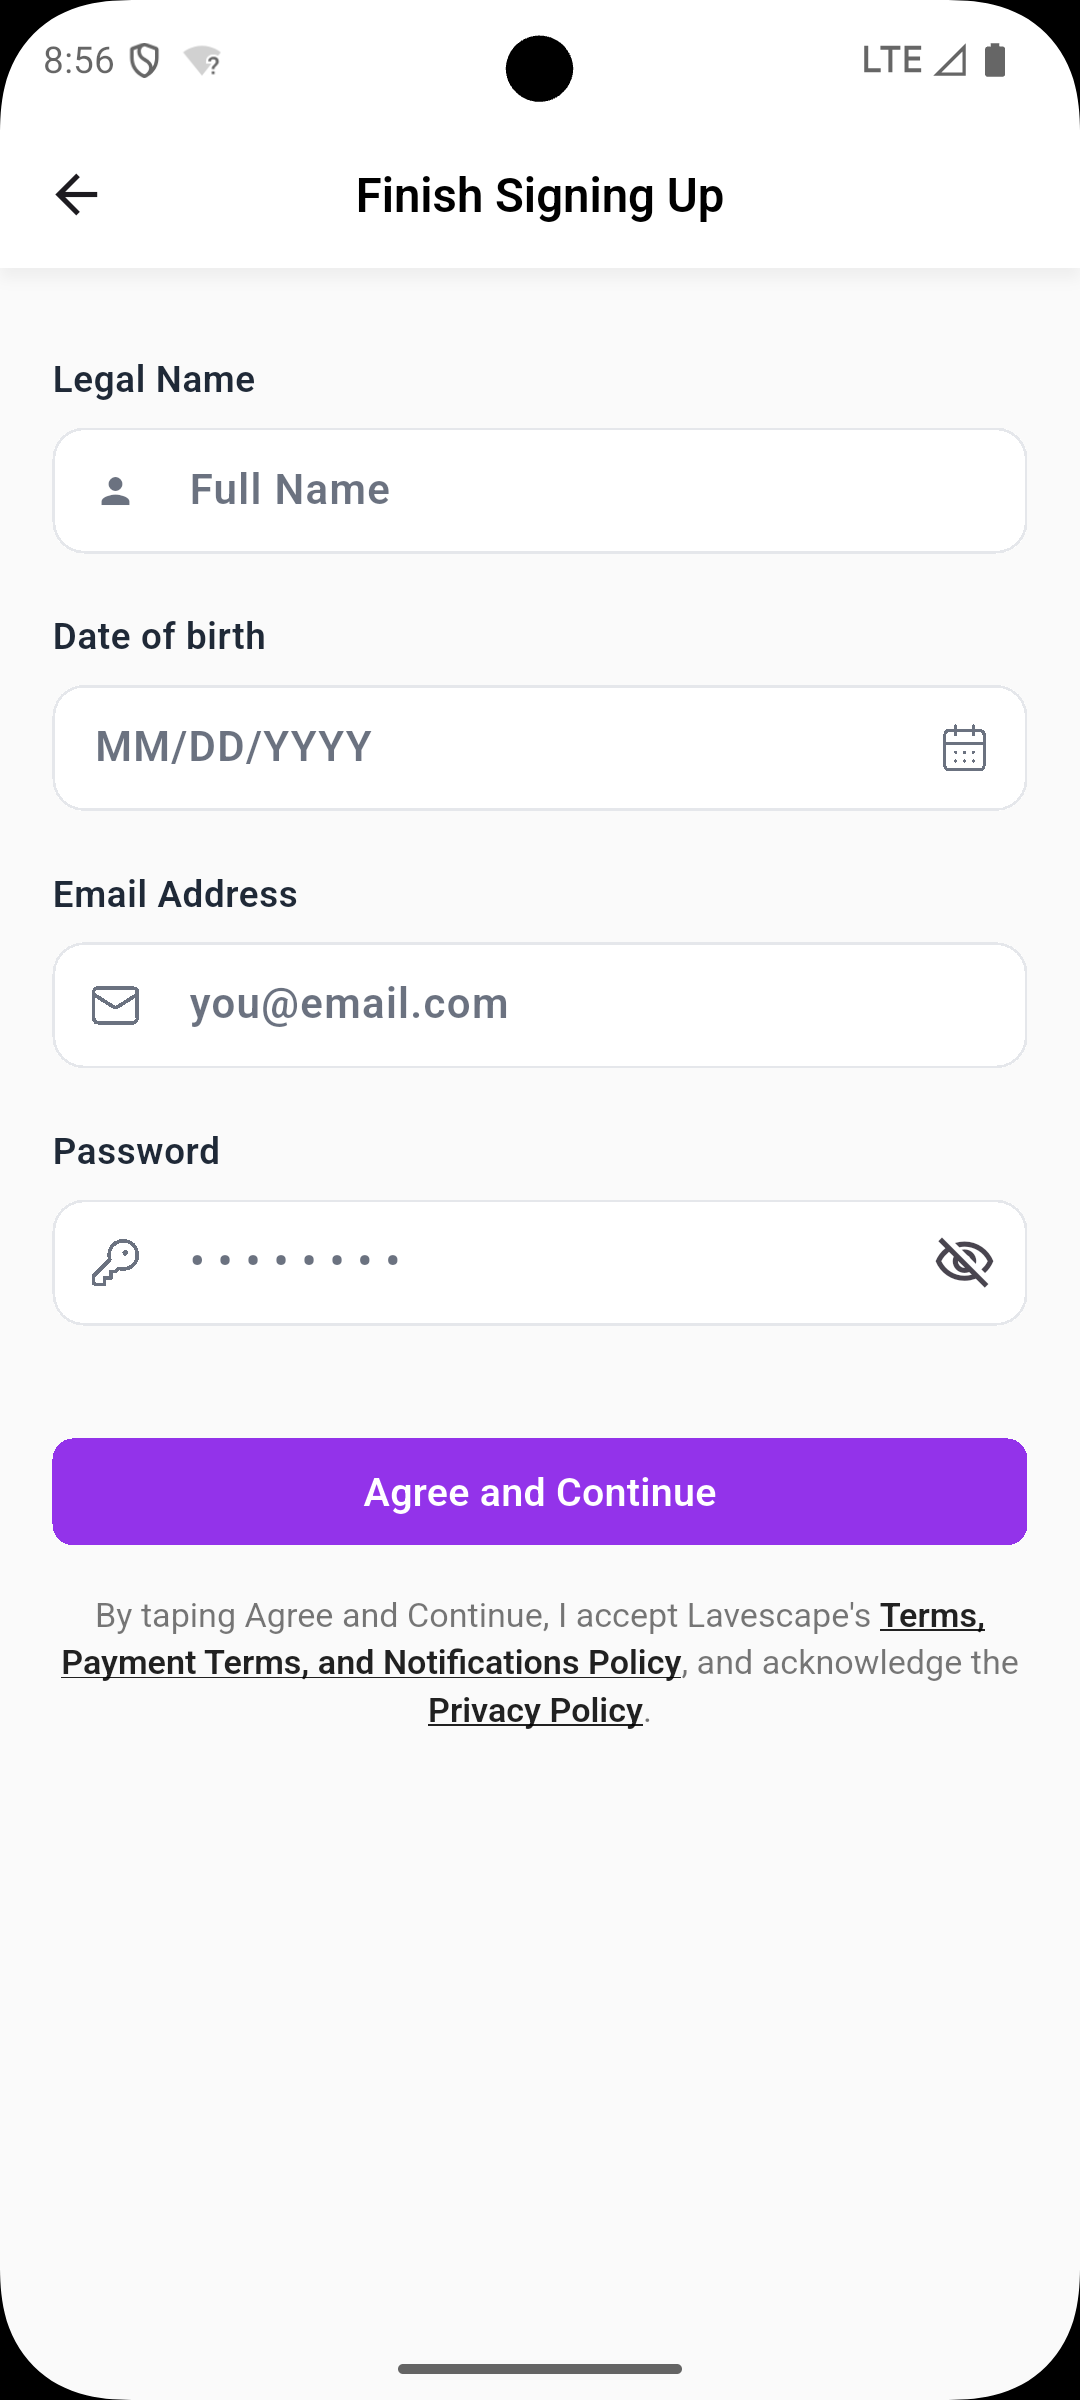 8:56
LTE
Finish Signing Up
Legal Name
Full Name
Date of birth
MM/DD/YYYY
Email Address
you@email.com
Password
••••••••
Agree and Continue
By taping Agree and Continue, I accept Lavescape's Terms,
Payment Terms, and Notifications Policy, and acknowledge the
Privacy Policy.